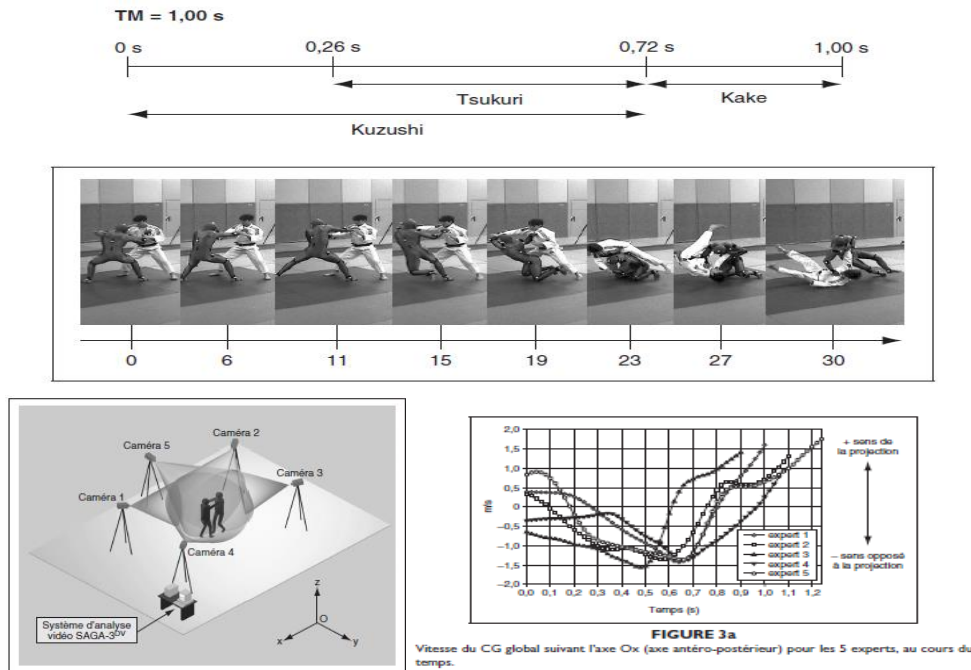 TM = 1,00 s
0 s 0,26 s 0,72 s 1,00 s
Tsukuri Kake
Kuzushi
0 6 11 15 19 23 27 30
Caméra 2
Caméra 5
Caméra 3
Caméra 1
Caméra 4
Système d'analyse
vidéo SAGA-3DV
z
O
x y
2,0
1,5
1,0
0,5
0,0
−0,5
−1,0
−1,5
−2,0
m/s
expert 1
expert 2
expert 3
expert 4
expert 5
0,0 0,1 0,2 0,3 0,4 0,5 0,6 0,7 0,8 0,9 1,0 1,1 1,2
Temps (s)
+ sens de
la projection
− sens opposé
à la projection
FIGURE 3a
Vitesse du CG global suivant l'axe Ox (axe antéro-postérieur) pour les 5 experts, au cours du
temps.